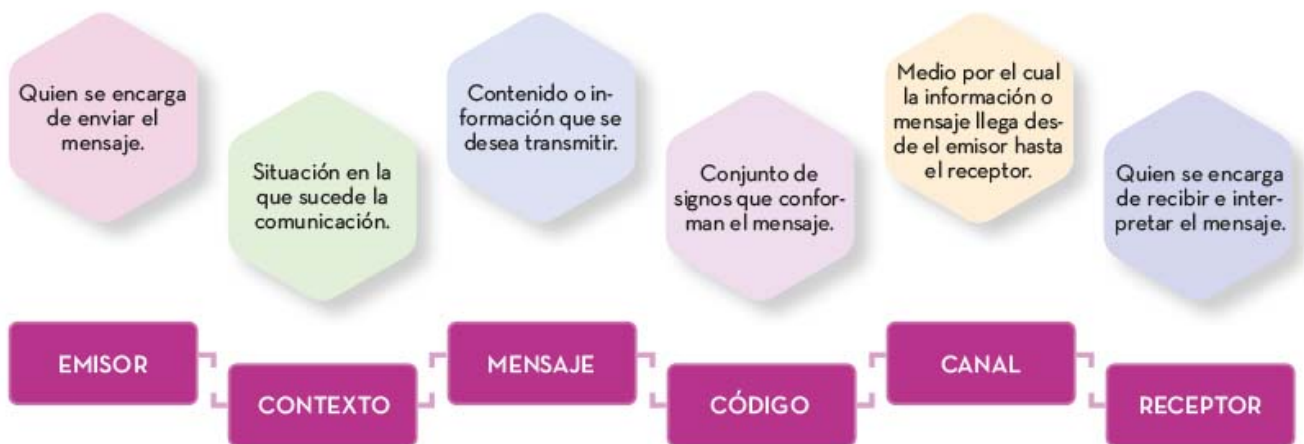 Quien se encarga
de enviar el
mensaje.
Situación en la
que sucede la
comunicación.
Contenido o in-
formación que se
desea transmitir.
Conjunto de
signos que confor-
man el mensaje.
Medio por el cual
la información o
mensaje llega des-
de el emisor hasta
el receptor.
Quien se encarga
de recibir e inter-
pretar el mensaje.
EMISOR
CONTEXTO
MENSAJE
CÓDIGO
CANAL
RECEPTOR